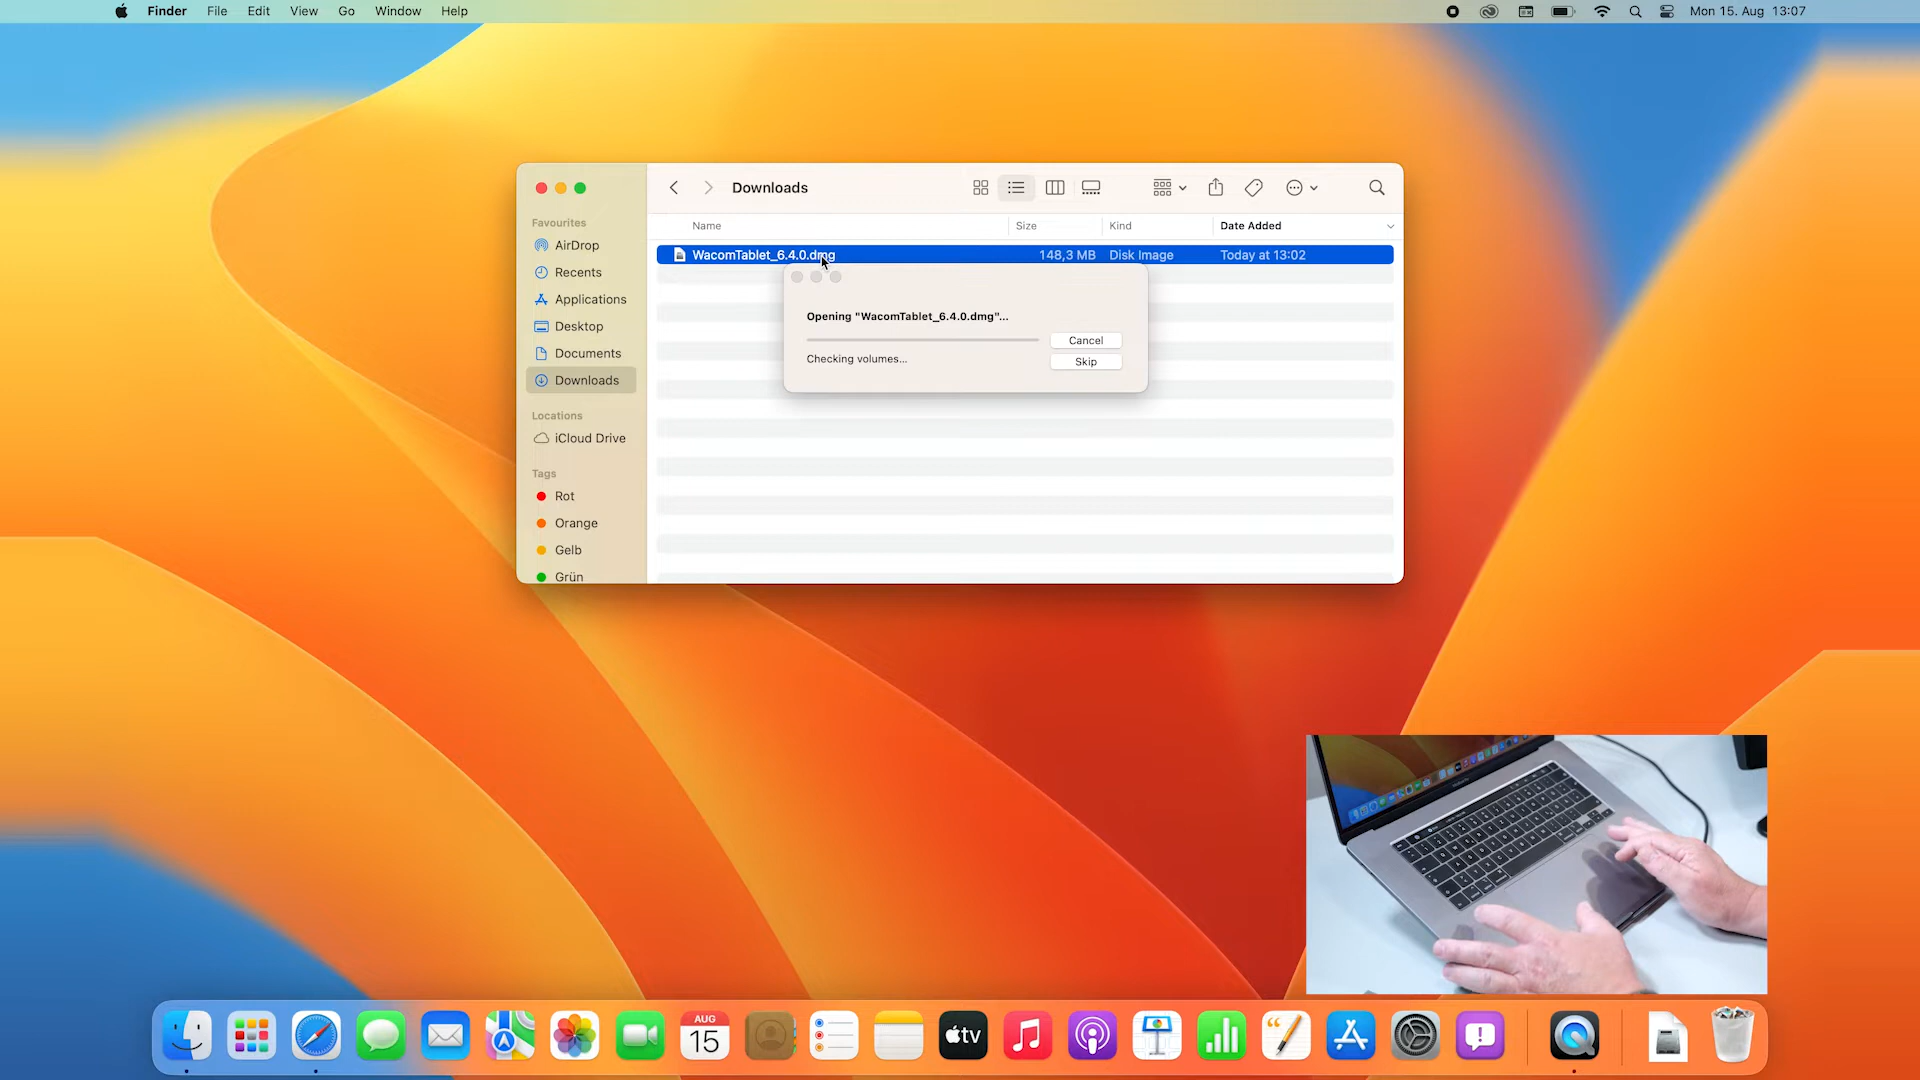 Finder File Edit View Go Window Help
Mon 15. Aug 13:07
Downloads
Favourites
AirDrop
Recents
Applications
Desktop
Documents
Downloads
Locations
iCloud Drive
Tags
Rot
Orange
Gelb
Grün
Name Size Kind Date Added
WacomTablet_6.4.0.dmg 148,3 MB Disk Image Today at 13:02
Opening "WacomTablet_6.4.0.dmg"...
Cancel
Checking volumes...
Skip
AUG
15
tv